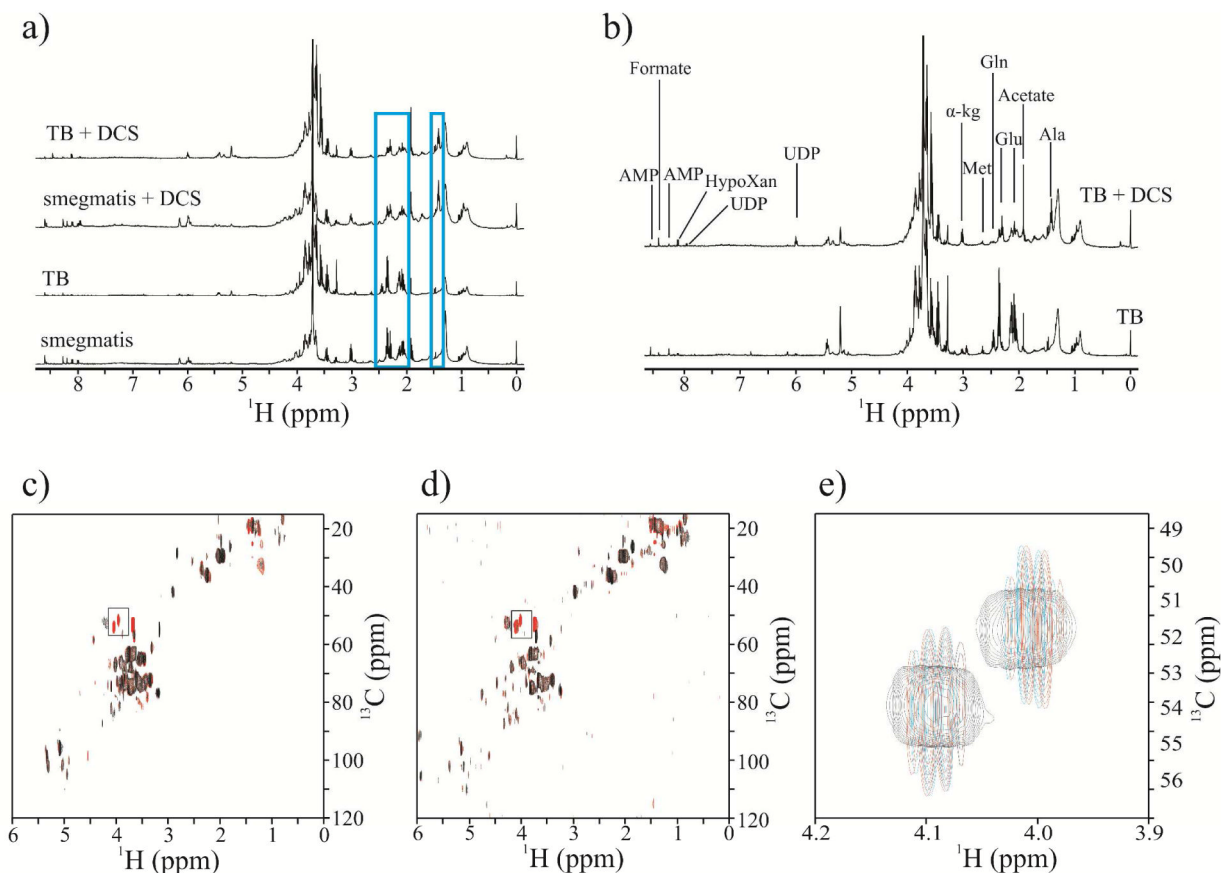 a)
TB + DCS
smegmatis + DCS
TB
smegmatis
8 7 6 5 4 3 2 1 0
¹H (ppm)
b)
Formate
Gln
α-kg
Acetate
UDP
Met
Glu
Ala
AMP
AMP
HypoXan
UDP
TB + DCS
TB
8 7 6 5 4 3 2 1 0
¹H (ppm)
c)
20
40
60
80
100
120
¹³C (ppm)
6 5 4 3 2 1 0
¹H (ppm)
d)
20
40
60
80
100
120
¹³C (ppm)
6 5 4 3 2 1 0
¹H (ppm)
e)
49
50
51
52
53
54
55
56
¹³C (ppm)
4.2 4.1 4.0 3.9
¹H (ppm)